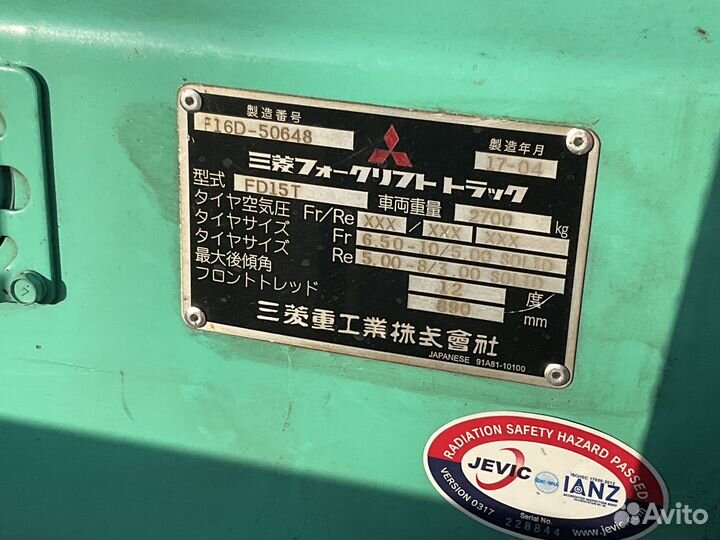 製造番号
F16D-50648
製造年月
17-04
三菱フォークリフト トラック
型式 FD15T 車両重量 2700 kg
タイヤ空気圧 Fr/Re XXX / XXX XXX
タイヤサイズ Fr 6.50-10/5.00 SOLID
タイヤサイズ Re 5.00-8/3.00 SOLID
最大後傾角 12 度/
フロントトレッド 890 mm
三菱重工業株式會社
JAPANESE 91A81-10100
RADIATION SAFETY HAZARD PASSED
JEVIC
IANZ
VERSION 0317
Serial No.
228844
www.jevic
Avito